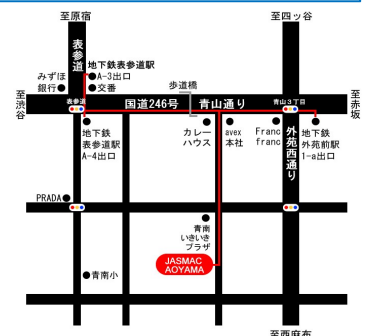 至原宿
至四ッ谷
表参道
地下鉄表参道駅
A-3出口
みずほ
銀行
交番
歩道橋
至渋谷
表参道
国道246号
青山通り
青山3丁目
至赤坂
地下鉄
表参道駅
A-4出口
カレー
ハウス
avex
本社
Franc
franc
外苑西通り
地下鉄
外苑前駅
1-a出口
PRADA
青南
いきいき
プラザ
JASMAC
AOYAMA
青南小
至西麻布